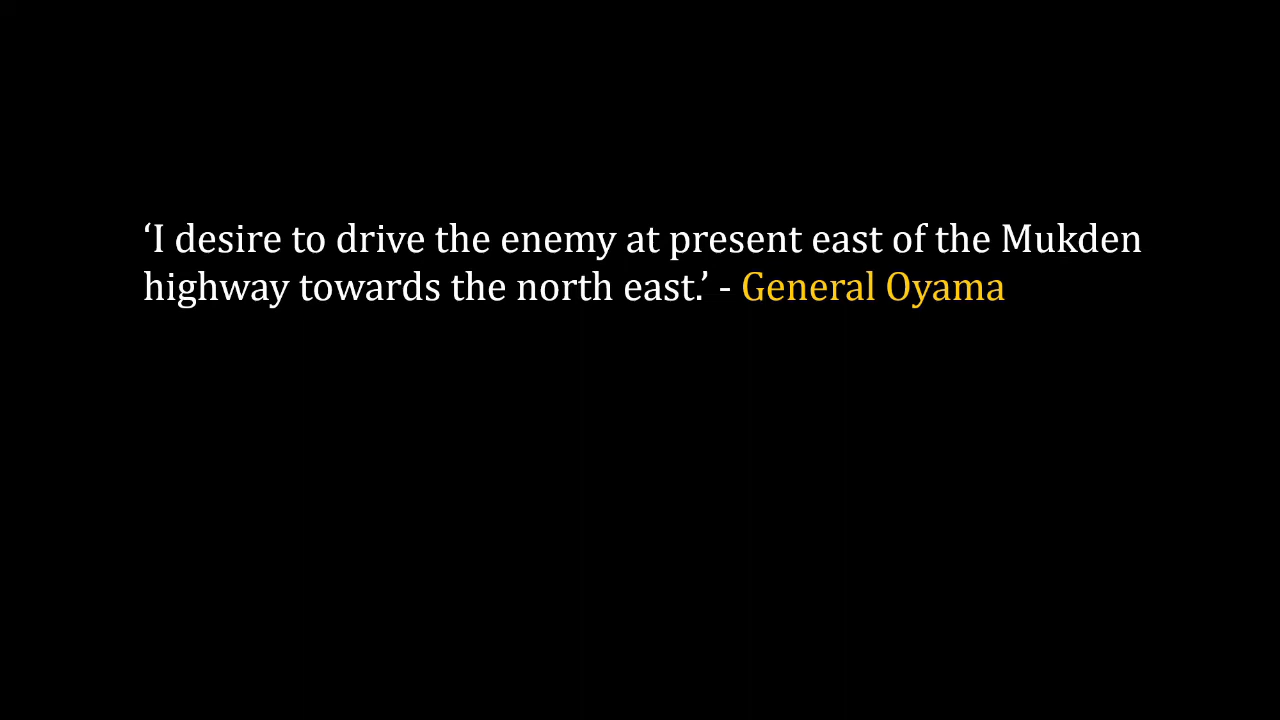 ‘I desire to drive the enemy at present east of the Mukden
highway towards the north east.’ - General Oyama